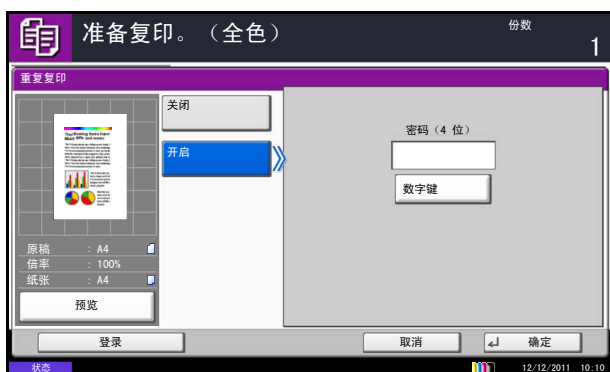 准备复印。（全色）
份数
1
重复复印
关闭
开启
密码（4 位）
数字键
原稿 : A4
倍率 : 100%
纸张 : A4
预览
登录
取消
确定
状态
12/12/2011 10:10